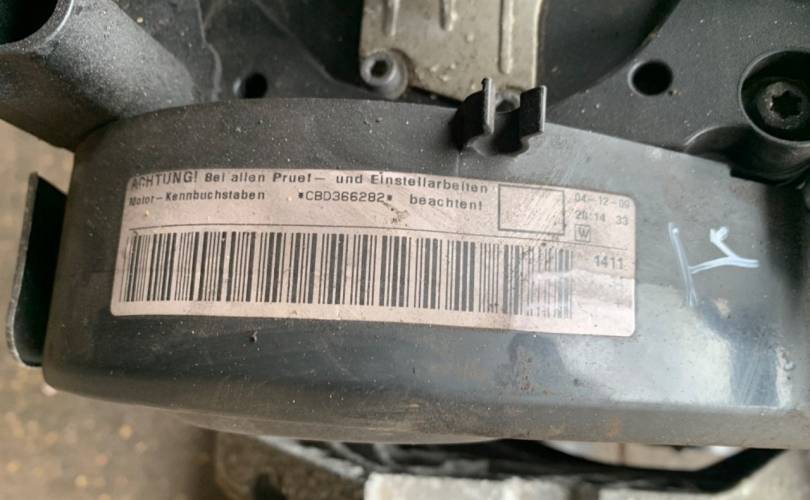 ACHTUNG! Bei allen Pruef- und Einstellarbeiten
Motor-Kennbuchstaben *CBD366282* beachten!
04-12-09
20 14 33
W
1411